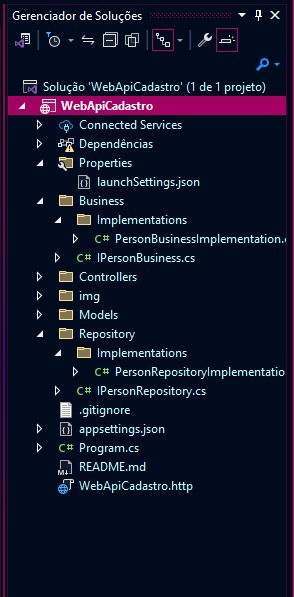 Gerenciador de Soluções
Solução 'WebApiCadastro' (1 de 1 projeto)
WebApiCadastro
Connected Services
Dependências
Properties
launchSettings.json
Business
Implementations
C# PersonBusinessImplementation.c
C# IPersonBusiness.cs
Controllers
img
Models
Repository
Implementations
C# PersonRepositoryImplementatio
C# IPersonRepository.cs
.gitignore
appsettings.json
C# Program.cs
README.md
WebApiCadastro.http